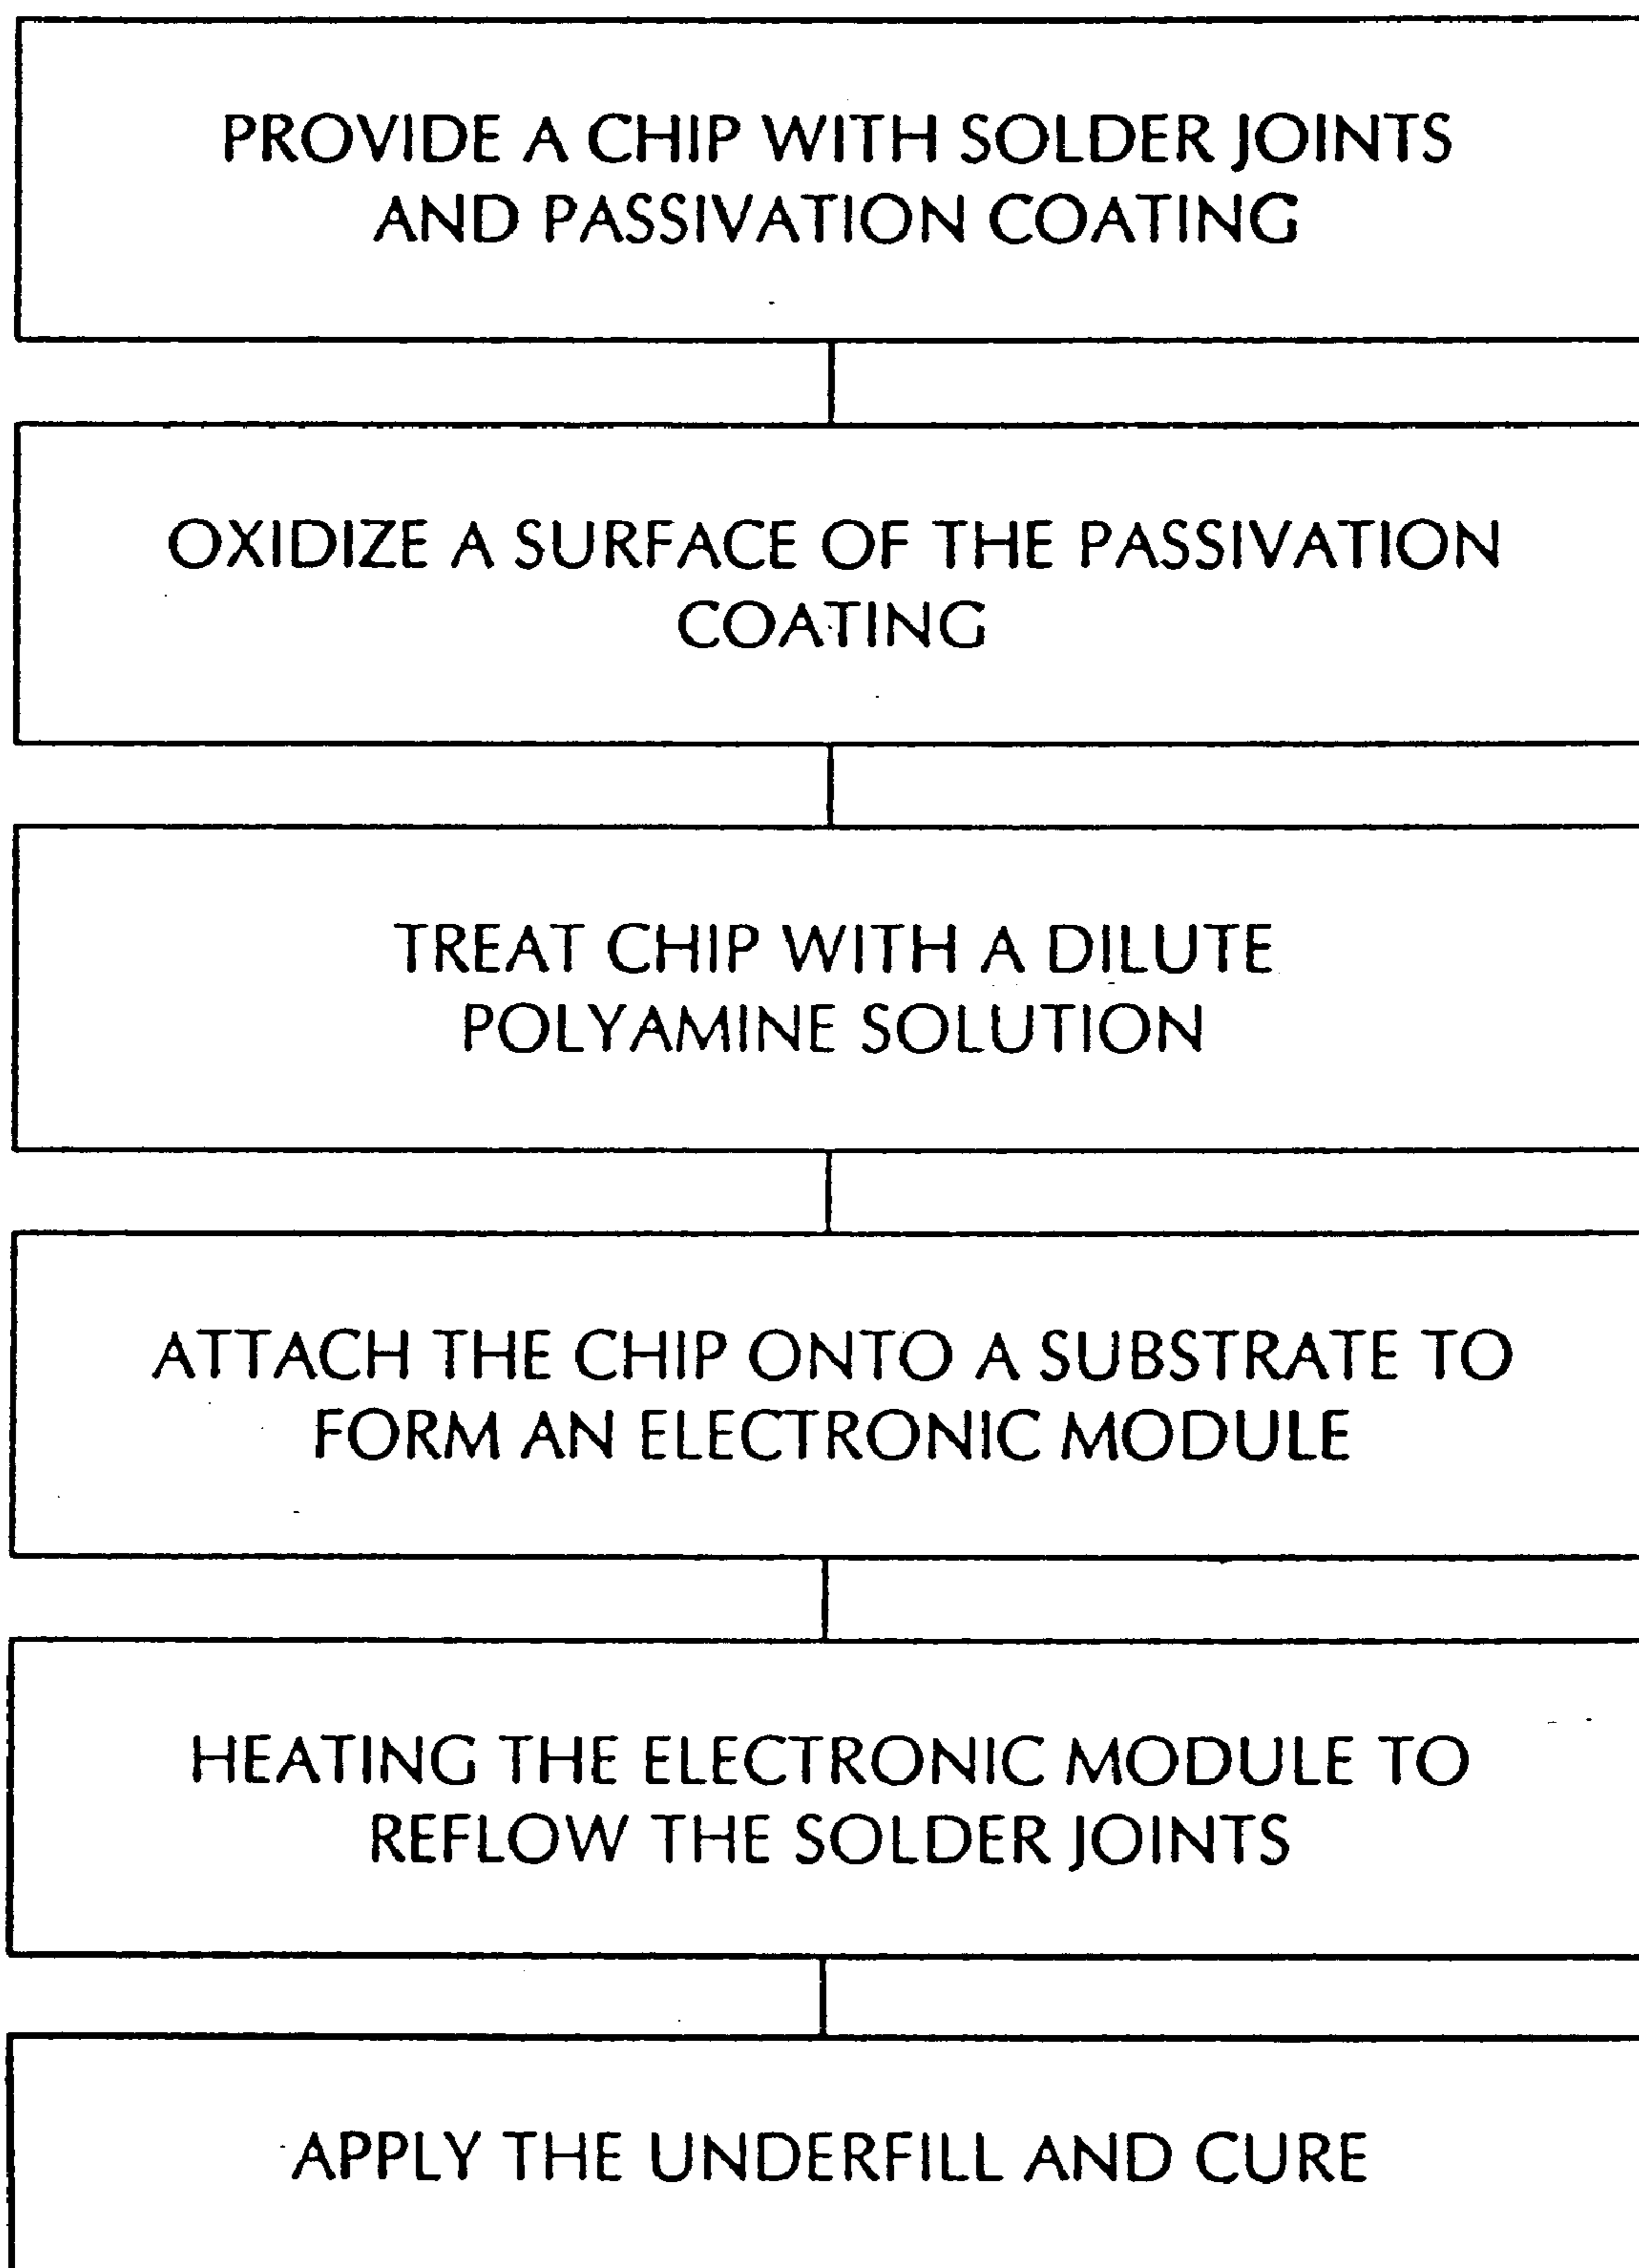 PROVIDE A CHIP WITH SOLDER JOINTS
AND PASSIVATION COATING
OXIDIZE A SURFACE OF THE PASSIVATION
COATING
TREAT CHIP WITH A DILUTE
POLYAMINE SOLUTION
ATTACH THE CHIP ONTO A SUBSTRATE TO
FORM AN ELECTRONIC MODULE
HEATING THE ELECTRONIC MODULE TO
REFLOW THE SOLDER JOINTS
APPLY THE UNDERFILL AND CURE